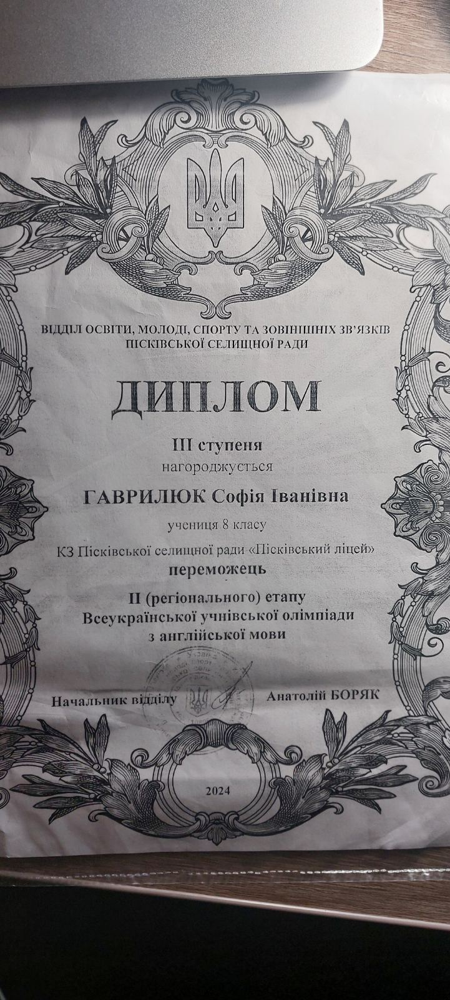 ВІДДІЛ ОСВІТИ, МОЛОДІ, СПОРТУ ТА ЗОВІНІШНІХ ЗВ'ЯЗКІВ
ПІСКІВСЬКОЇ СЕЛИЩНОЇ РАДИ
ДИПЛОМ
ІІІ ступеня
нагороджується
ГАВРИЛЮК Софія Іванівна
учениця 8 класу
КЗ Пісківської селищної ради «Пісківський ліцей»
переможець
ІІ (регіонального) етапу
Всеукраїнської учнівської олімпіади
з англійської мови
Україна
Начальник відділу Анатолій БОРЯК
2024